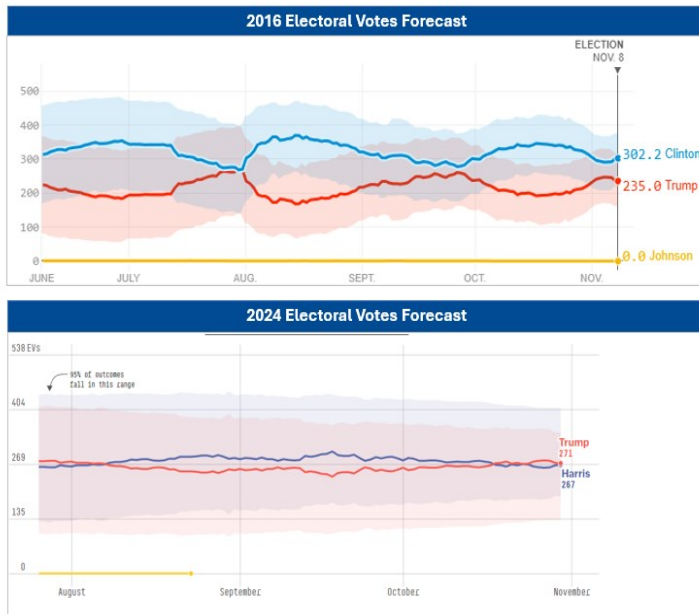 2016 Electoral Votes Forecast
ELECTION
NOV. 8
500
400
300
200
100
0
302.2 Clinton
235.0 Trump
0.0 Johnson
JUNE JULY AUG. SEPT. OCT. NOV.
2024 Electoral Votes Forecast
538 EVs
95% of outcomes
fall in this range
404
269
135
0
Trump
271
Harris
267
August September October November